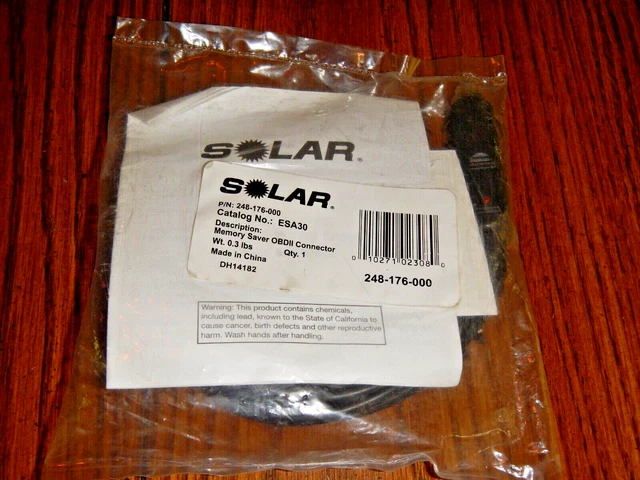 SOLAR®
SOLAR®
P/N: 248-176-000
Catalog No.: ESA30
Description:
Memory Saver OBDII Connector
Wt. 0.3 lbs Qty. 1
Made in China
DH14182
0 10271 02308 0
248-176-000
Warning: This product contains chemicals,
including lead, known to the State of California to
cause cancer, birth defects and other reproductive
harm. Wash hands after handling.